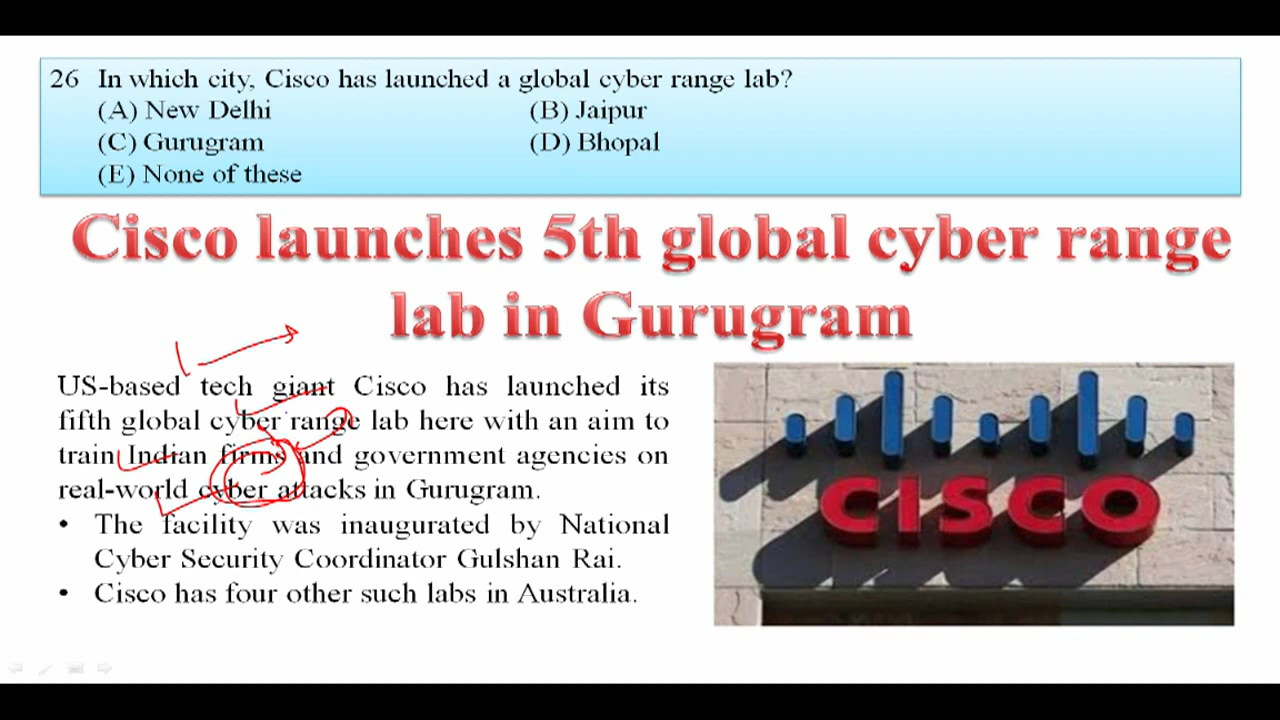 26 In which city, Cisco has launched a global cyber range lab?
(A) New Delhi (B) Jaipur
(C) Gurugram (D) Bhopal
(E) None of these
Cisco launches 5th global cyber range
lab in Gurugram
US-based tech giant Cisco has launched its
fifth global cyber range lab here with an aim to
train Indian firms and government agencies on
real-world cyber attacks in Gurugram.
• The facility was inaugurated by National
Cyber Security Coordinator Gulshan Rai.
• Cisco has four other such labs in Australia.
CISCO